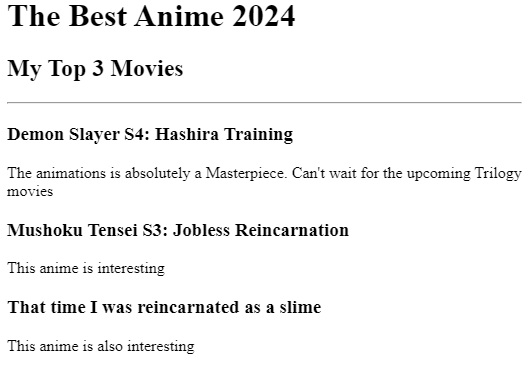 The Best Anime 2024
My Top 3 Movies
Demon Slayer S4: Hashira Training
The animations is absolutely a Masterpiece. Can't wait for the upcoming Trilogy
movies
Mushoku Tensei S3: Jobless Reincarnation
This anime is interesting
That time I was reincarnated as a slime
This anime is also interesting